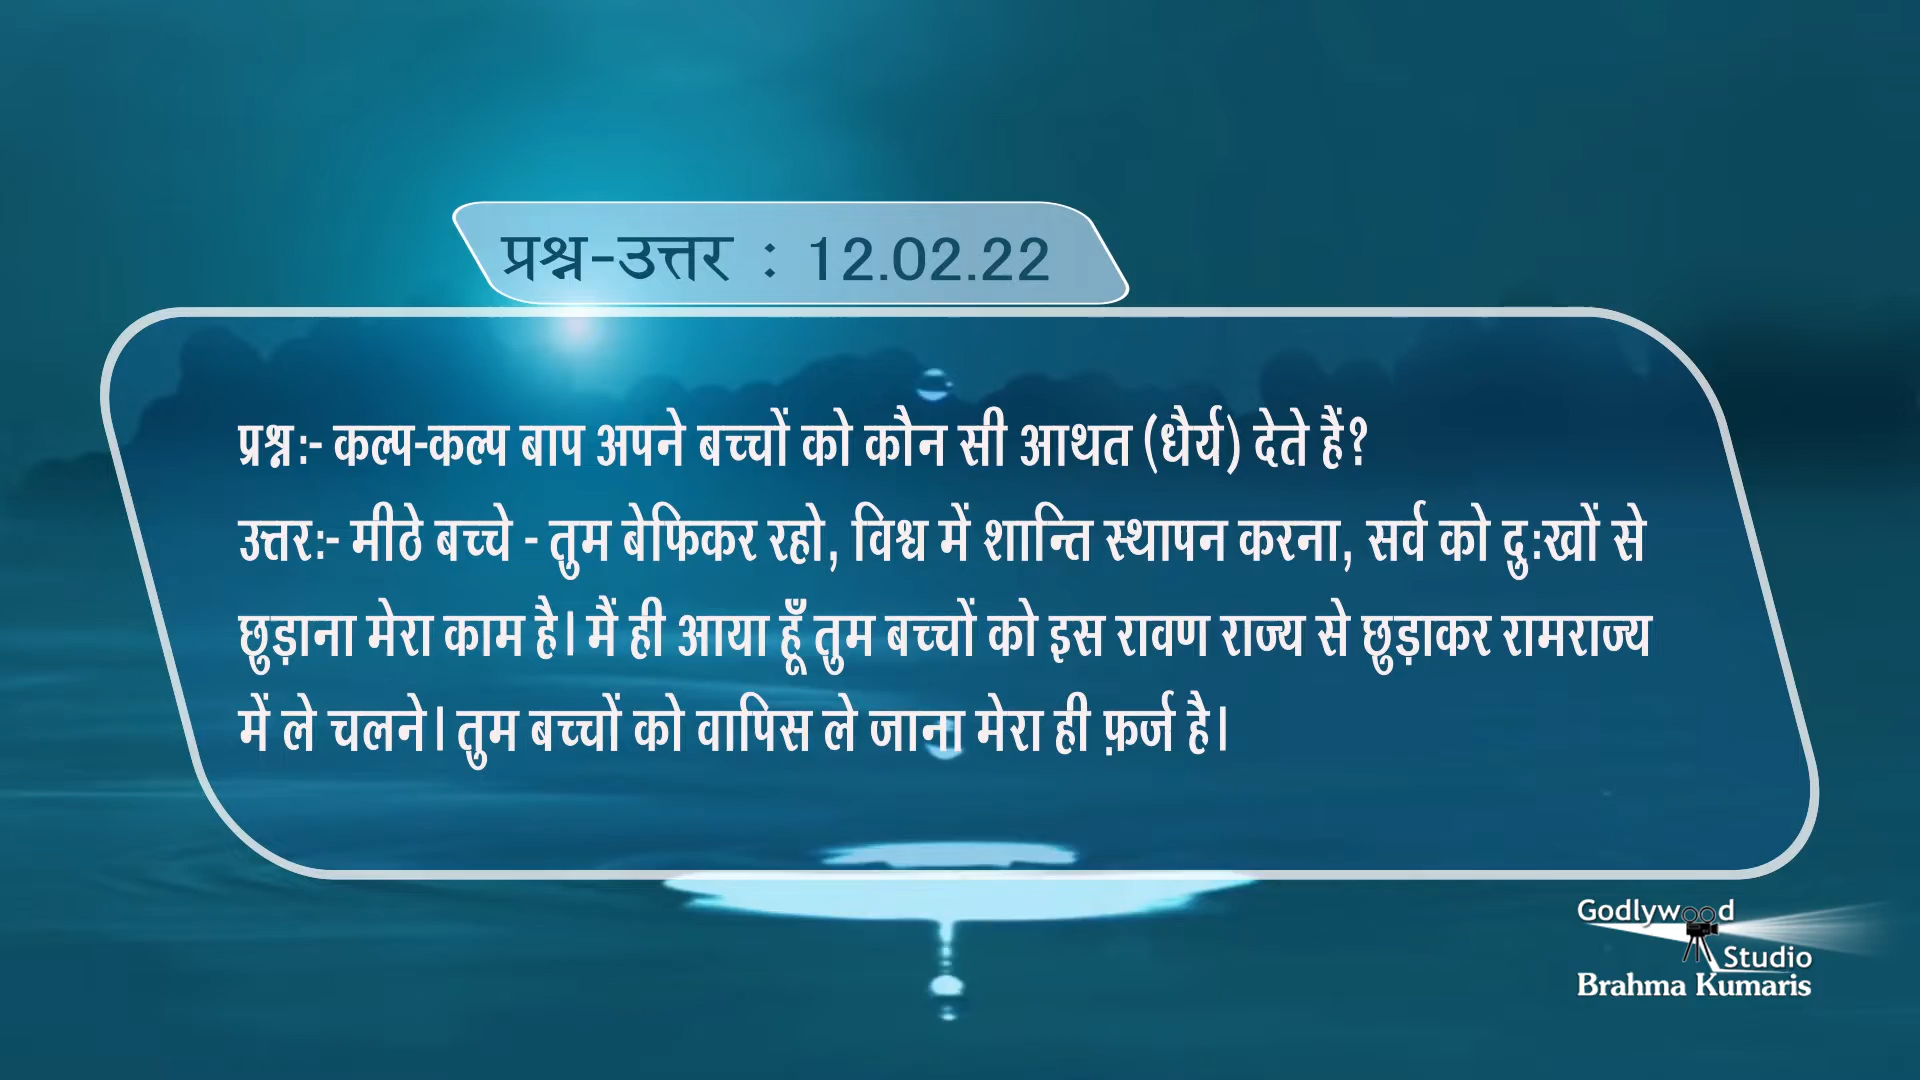 प्रश्न-उत्तर : 12.02.22
प्रश्न:- कल्प-कल्प बाप अपने बच्चों को कौन सी आथत (धैर्य) देते हैं?
उत्तर:- मीठे बच्चे - तुम बेफिकर रहो, विश्व में शान्ति स्थापन करना, सर्व को दु:खों से
छुड़ाना मेरा काम है। मैं ही आया हूँ तुम बच्चों को इस रावण राज्य से छुड़ाकर रामराज्य
में ले चलने। तुम बच्चों को वापिस ले जाना मेरा ही फ़र्ज है।
Godlywood
Studio
Brahma Kumaris